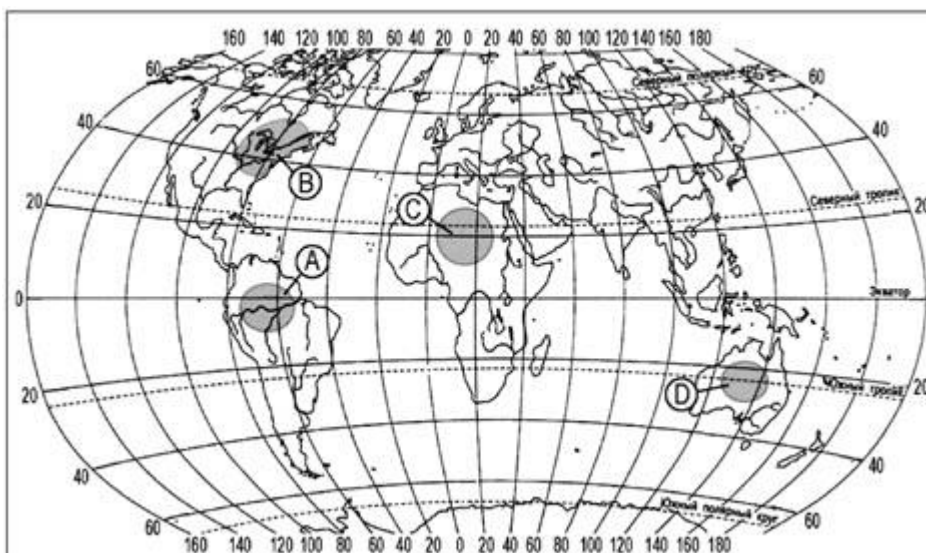 160 140 120 100 80 60 40 20 0 20 40 60 80 100 120 140 160 180
60 Северный полярный круг 60
40 40
B
20 Северный тропик 20
C
A
0 Экватор 0
20 Южный тропик 20
D
40 40
60 Южный полярный круг 60
160 140 120 100 80 60 40 20 0 20 40 60 80 100 120 140 160 180